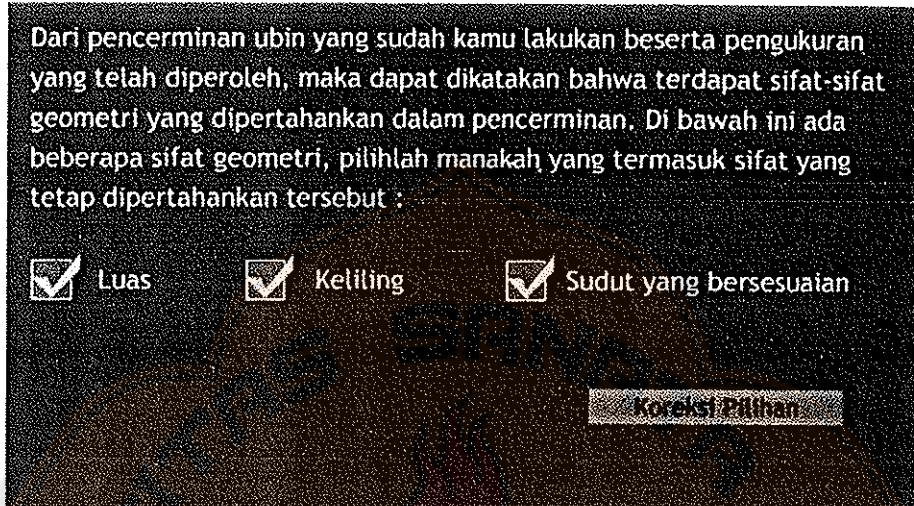 Dari pencerminan ubin yang sudah kamu lakukan beserta pengukuran
yang telah diperoleh, maka dapat dikatakan bahwa terdapat sifat-sifat
geometri yang dipertahankan dalam pencerminan. Di bawah ini ada
beberapa sifat geometri, pilihlah manakah yang termasuk sifat yang
tetap dipertahankan tersebut :
Luas Keliling Sudut yang bersesuaian
Koreksi Pilihan